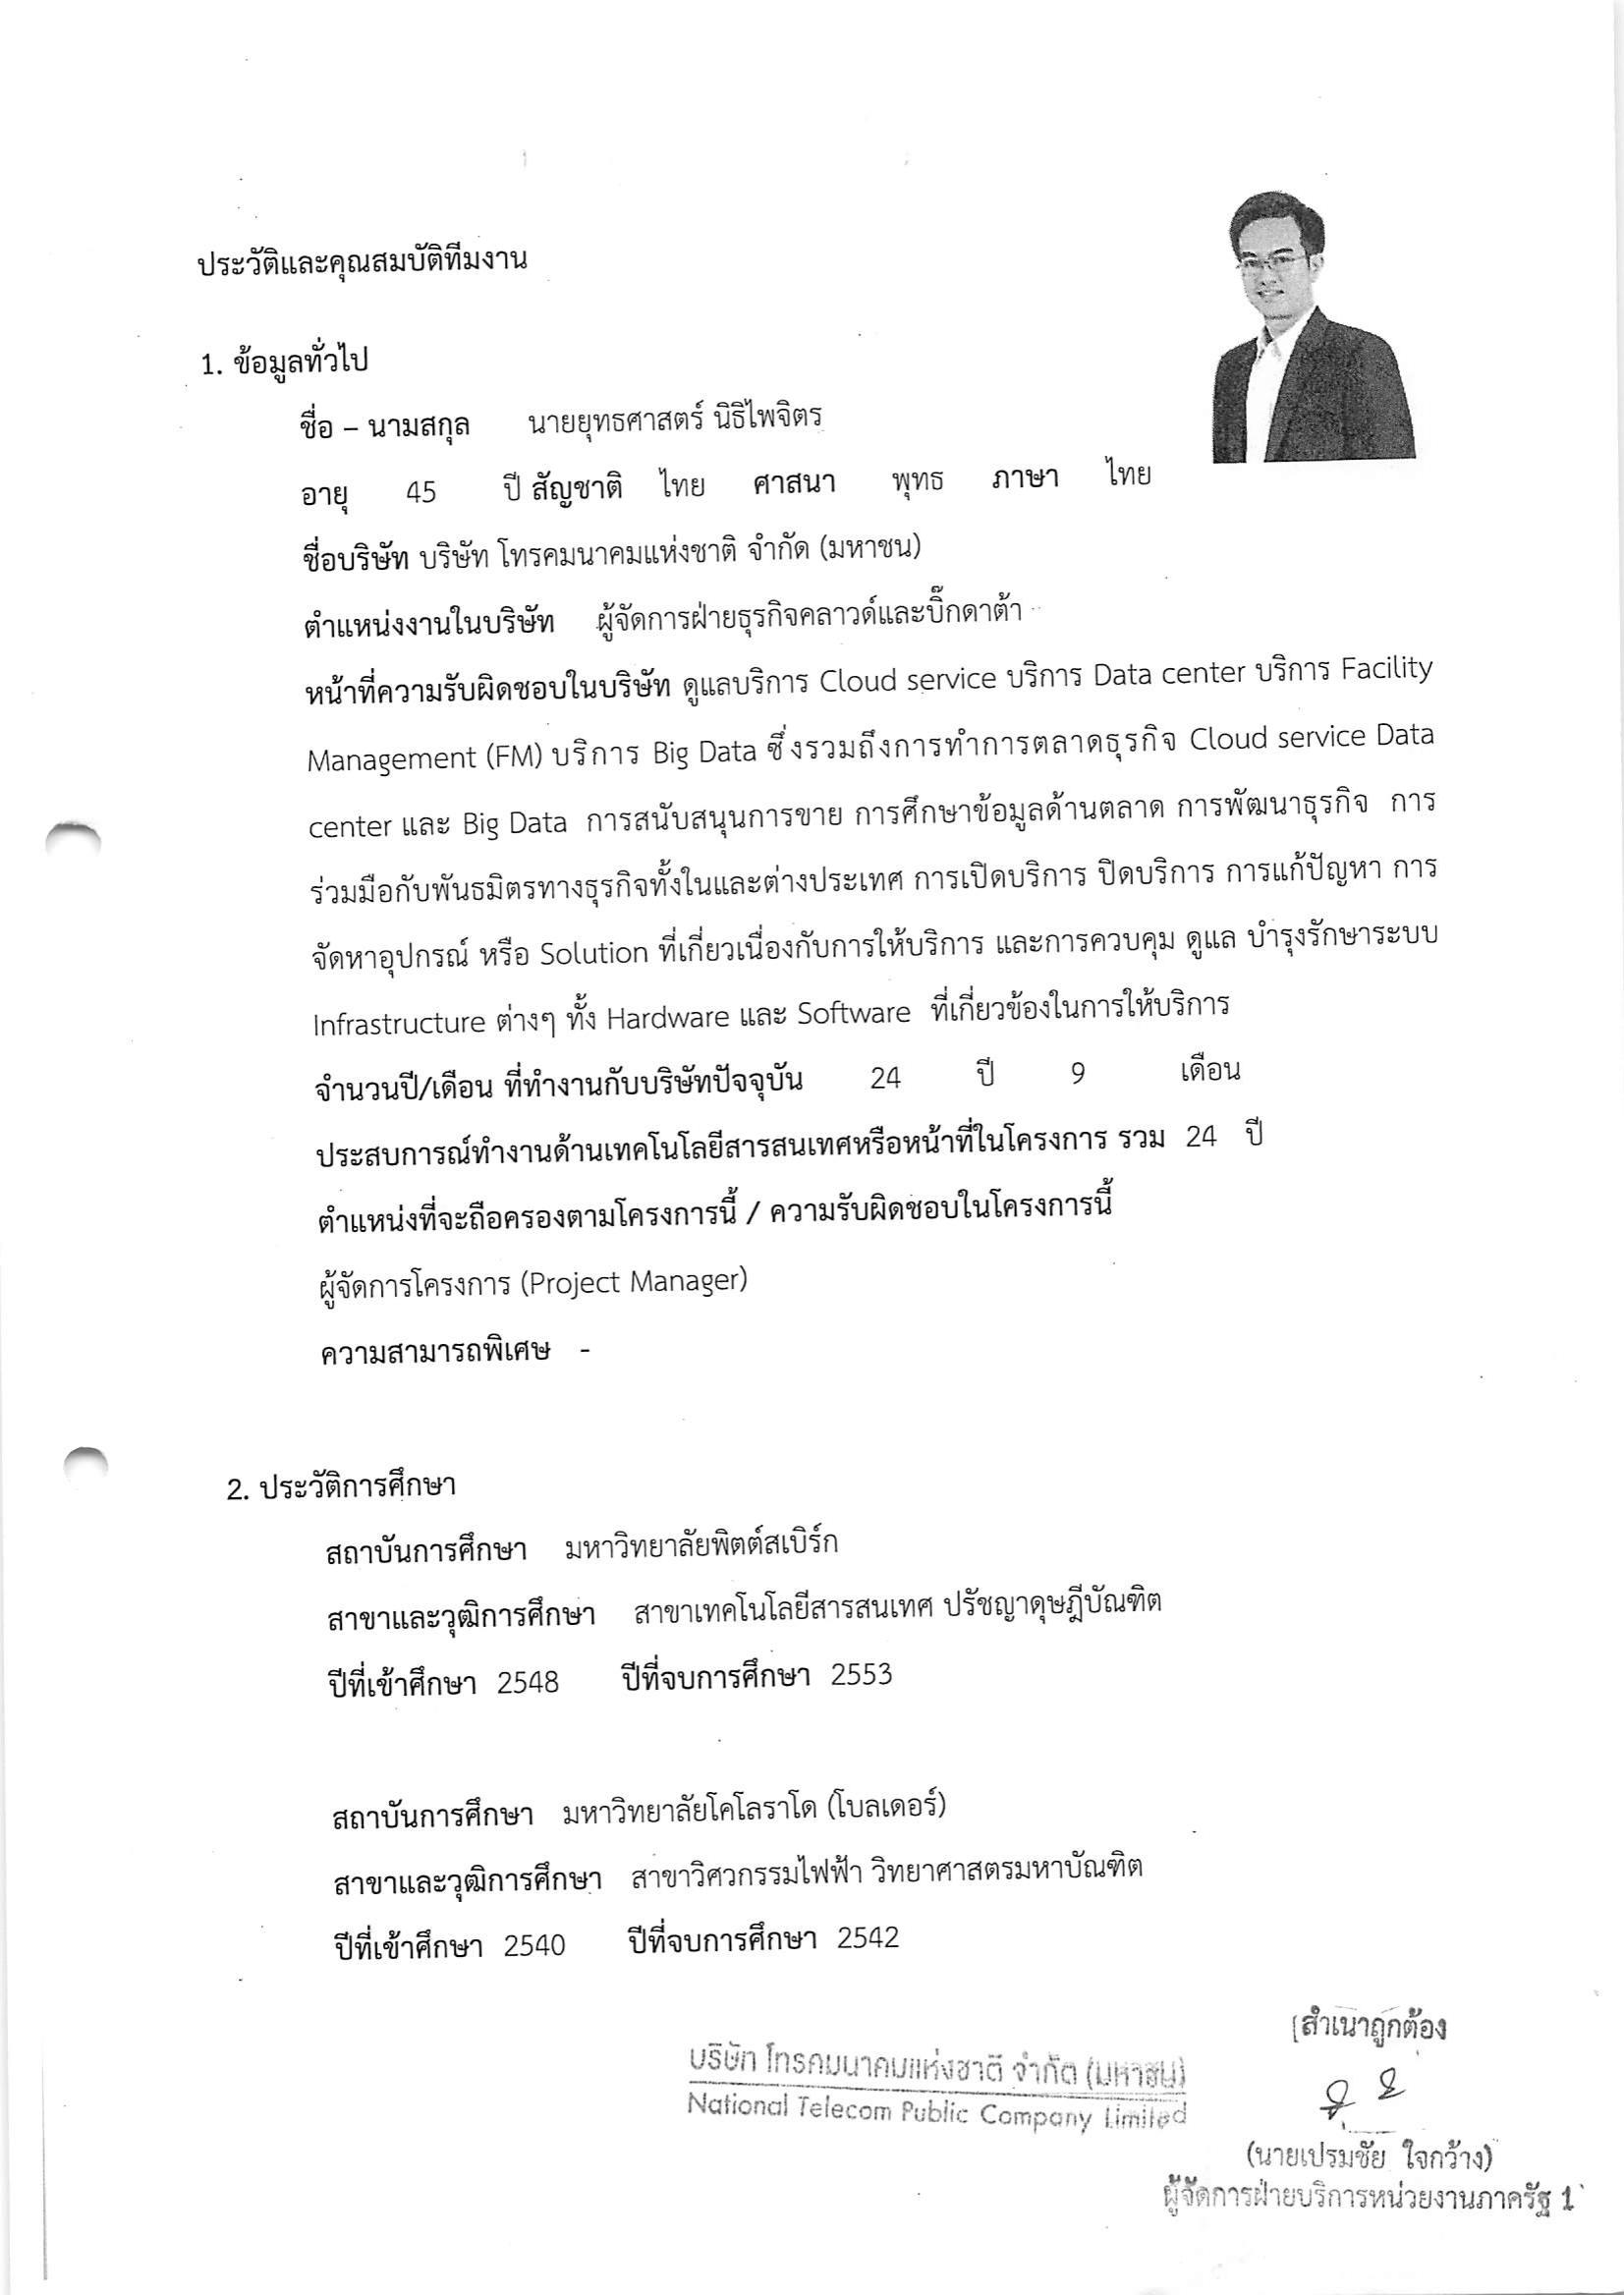 ประวัติและคุณสมบัติทีมงาน
1. ข้อมูลทั่วไป
ชื่อ – นามสกุล นายยุทธศาสตร์ นิธิไพจิตร
อายุ 45 ปี สัญชาติ ไทย ศาสนา พุทธ ภาษา ไทย
ชื่อบริษัท บริษัท โทรคมนาคมแห่งชาติ จำกัด (มหาชน)
ตำแหน่งงานในบริษัท ผู้จัดการฝ่ายธุรกิจคลาวด์และบิ๊กดาต้า
หน้าที่ความรับผิดชอบในบริษัท ดูแลบริการ Cloud service บริการ Data center บริการ Facility
Management (FM) บริการ Big Data ซึ่งรวมถึงการทำการตลาดธุรกิจ Cloud service Data
center และ Big Data การสนับสนุนการขาย การศึกษาข้อมูลด้านตลาด การพัฒนาธุรกิจ การ
ร่วมมือกับพันธมิตรทางธุรกิจทั้งในและต่างประเทศ การเปิดบริการ ปิดบริการ การแก้ปัญหา การ
จัดหาอุปกรณ์ หรือ Solution ที่เกี่ยวเนื่องกับการให้บริการ และการควบคุม ดูแล บำรุงรักษาระบบ
Infrastructure ต่างๆ ทั้ง Hardware และ Software ที่เกี่ยวข้องในการให้บริการ
จำนวนปี/เดือน ที่ทำงานกับบริษัทปัจจุบัน 24 ปี 9 เดือน
ประสบการณ์ทำงานด้านเทคโนโลยีสารสนเทศหรือหน้าที่ในโครงการ รวม 24 ปี
ตำแหน่งที่จะถือครองตามโครงการนี้ / ความรับผิดชอบในโครงการนี้
ผู้จัดการโครงการ (Project Manager)
ความสามารถพิเศษ -
2. ประวัติการศึกษา
สถาบันการศึกษา มหาวิทยาลัยพิตต์สเบิร์ก
สาขาและวุฒิการศึกษา สาขาเทคโนโลยีสารสนเทศ ปรัชญาดุษฎีบัณฑิต
ปีที่เข้าศึกษา 2548 ปีที่จบการศึกษา 2553
สถาบันการศึกษา มหาวิทยาลัยโคโลราโด (โบลเดอร์)
สาขาและวุฒิการศึกษา สาขาวิศวกรรมไฟฟ้า วิทยาศาสตรมหาบัณฑิต
ปีที่เข้าศึกษา 2540 ปีที่จบการศึกษา 2542
สำเนาถูกต้อง
บริษัท โทรคมนาคมแห่งชาติ จำกัด (มหาชน)
National Telecom Public Company Limited
(นายเปรมชัย ใจกว้าง)
ผู้จัดการฝ่ายบริการหน่วยงานภาครัฐ 1